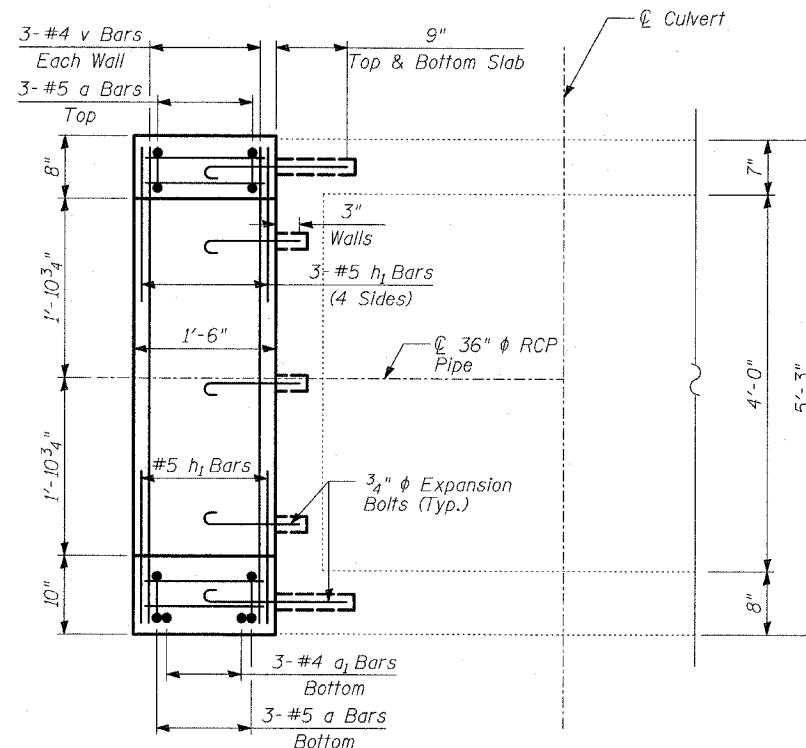 3-#4 v Bars
Each Wall
9"
Top & Bottom Slab
℄ Culvert
3-#5 a Bars
Top
8"
7"
3"
Walls
3-#5 h₁ Bars
(4 Sides)
1'-10¾"
1'-6"
℄ 36" φ RCP
Pipe
4'-0"
5'-3"
1'-10¾"
#5 h₁ Bars
¾" φ Expansion
Bolts (Typ.)
10"
8"
3-#4 a₁ Bars
Bottom
3-#5 a Bars
Bottom